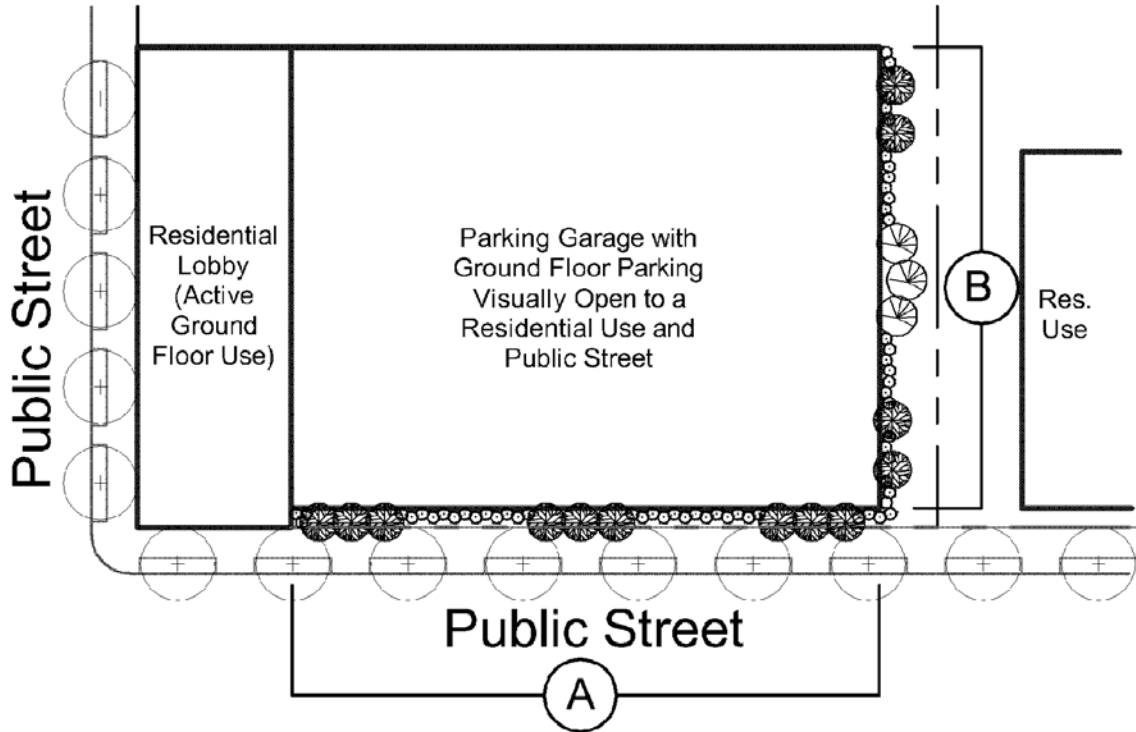 Public Street
Residential
Lobby
(Active
Ground
Floor Use)
Parking Garage with
Ground Floor Parking
Visually Open to a
Residential Use and
Public Street
B
Res.
Use
Public Street
A